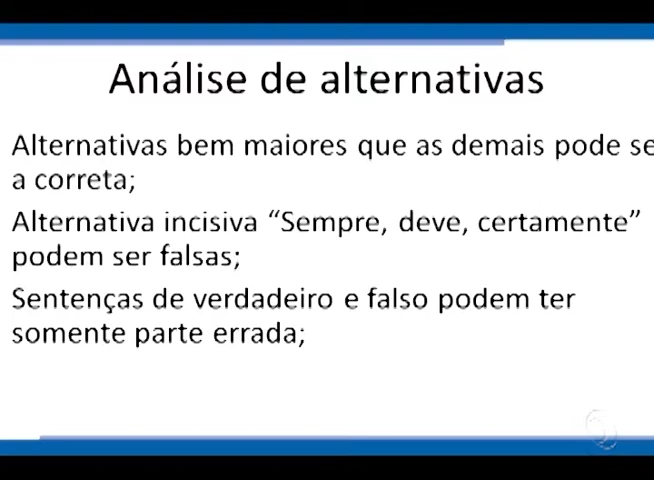 Análise de alternativas
Alternativas bem maiores que as demais pode se
a correta;
Alternativa incisiva “Sempre, deve, certamente”
podem ser falsas;
Sentenças de verdadeiro e falso podem ter
somente parte errada;